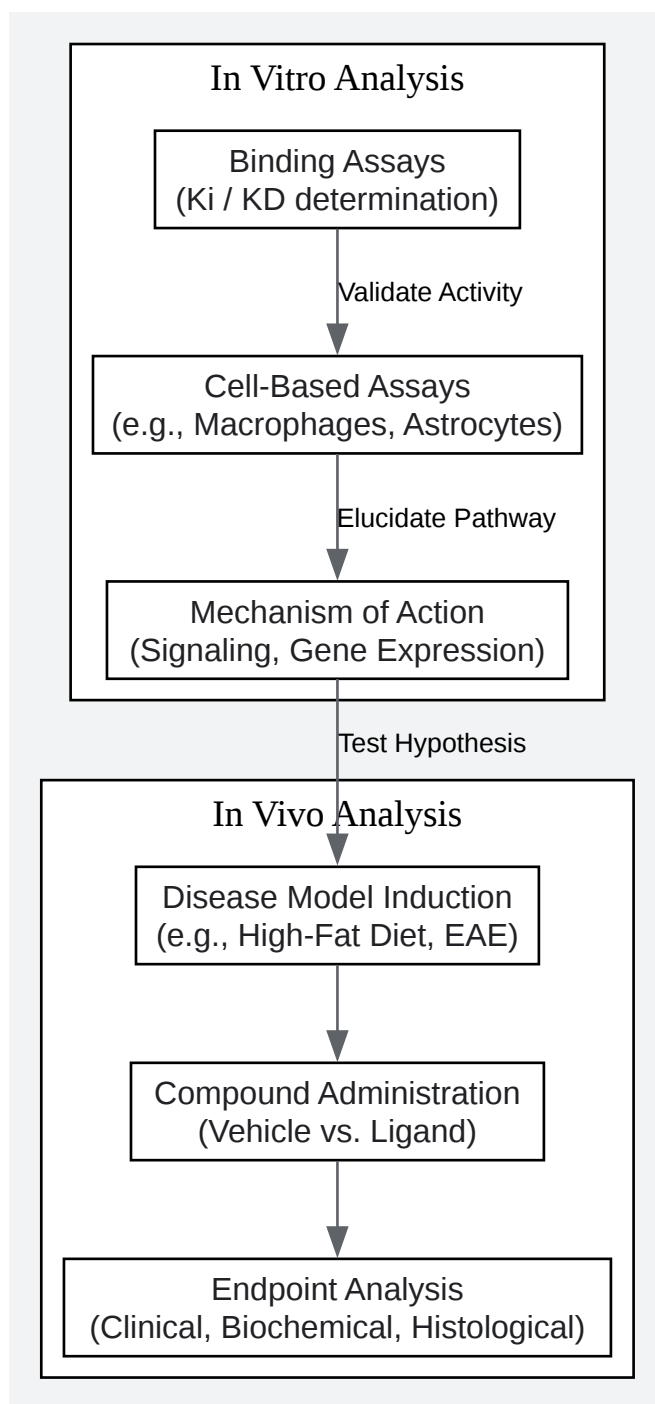 In Vitro Analysis
Binding Assays
(Ki / KD determination)
Validate Activity
Cell-Based Assays
(e.g., Macrophages, Astrocytes)
Elucidate Pathway
Mechanism of Action
(Signaling, Gene Expression)
Test Hypothesis
In Vivo Analysis
Disease Model Induction
(e.g., High-Fat Diet, EAE)
Compound Administration
(Vehicle vs. Ligand)
Endpoint Analysis
(Clinical, Biochemical, Histological)